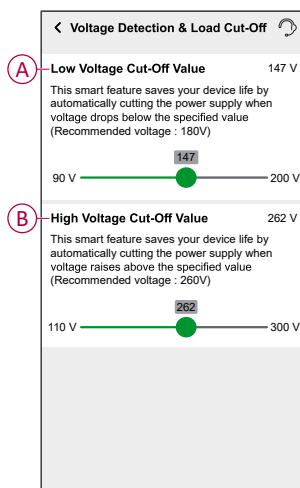 Voltage Detection & Load Cut-Off
A
Low Voltage Cut-Off Value 147 V
This smart feature saves your device life by
automatically cutting the power supply when
voltage drops below the specified value
(Recommended voltage : 180V)
147
90 V 200 V
B
High Voltage Cut-Off Value 262 V
This smart feature saves your device life by
automatically cutting the power supply when
voltage raises above the specified value
(Recommended voltage : 260V)
262
110 V 300 V